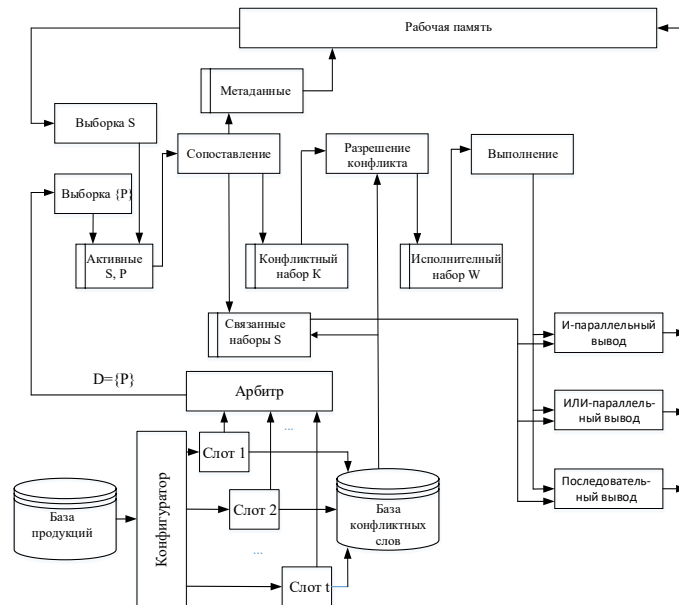 Рабочая память
Метаданные
Выборка S
Сопоставление
Разрешение
конфликта
Выполнение
Выборка {P}
Активные
S, P
Конфликтный
набор K
Исполнителный
набор W
Связанные
наборы S
И-параллельный
вывод
D={P}
Арбитр
ИЛИ-параллель-
ный вывод
...
Слот 1
Конфигуратор
База
продукций
Слот 2
База
конфликтных
слов
Последователь-
ный вывод
...
Слот t